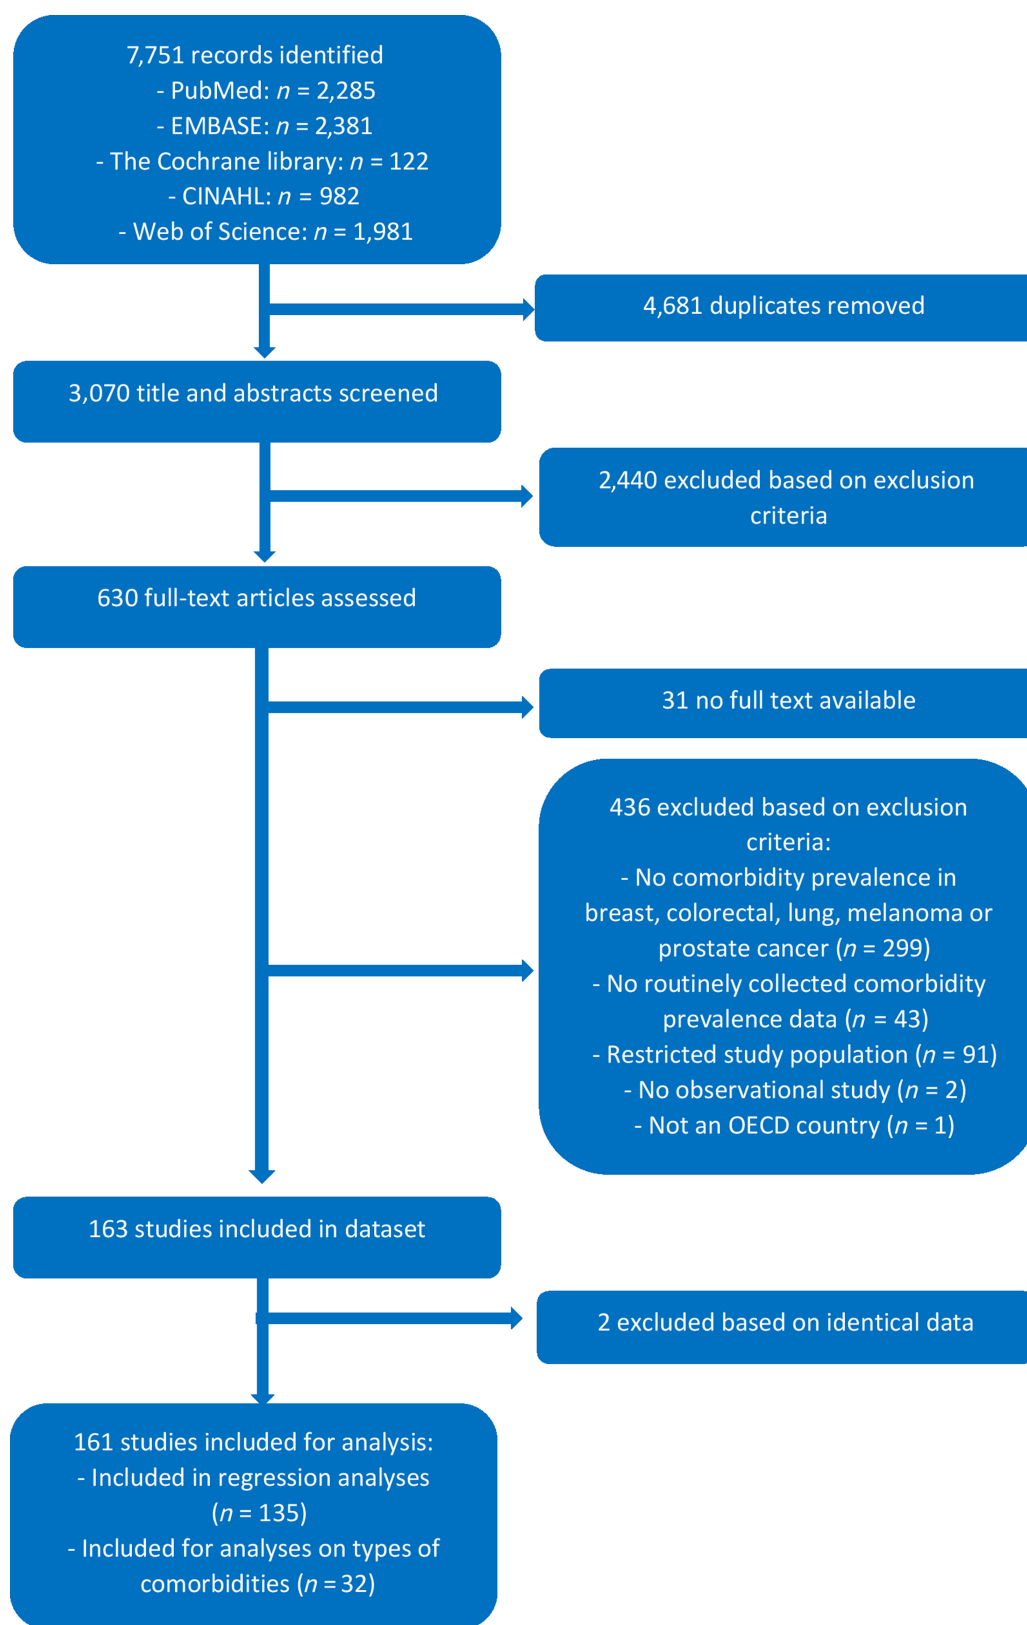 7,751 records identified
- PubMed: n = 2,285
- EMBASE: n = 2,381
- The Cochrane library: n = 122
- CINAHL: n = 982
- Web of Science: n = 1,981
4,681 duplicates removed
3,070 title and abstracts screened
2,440 excluded based on exclusion
criteria
630 full-text articles assessed
31 no full text available
436 excluded based on exclusion
criteria:
- No comorbidity prevalence in
breast, colorectal, lung, melanoma or
prostate cancer (n = 299)
- No routinely collected comorbidity
prevalence data (n = 43)
- Restricted study population (n = 91)
- No observational study (n = 2)
- Not an OECD country (n = 1)
163 studies included in dataset
2 excluded based on identical data
161 studies included for analysis:
- Included in regression analyses
(n = 135)
- Included for analyses on types of
comorbidities (n = 32)